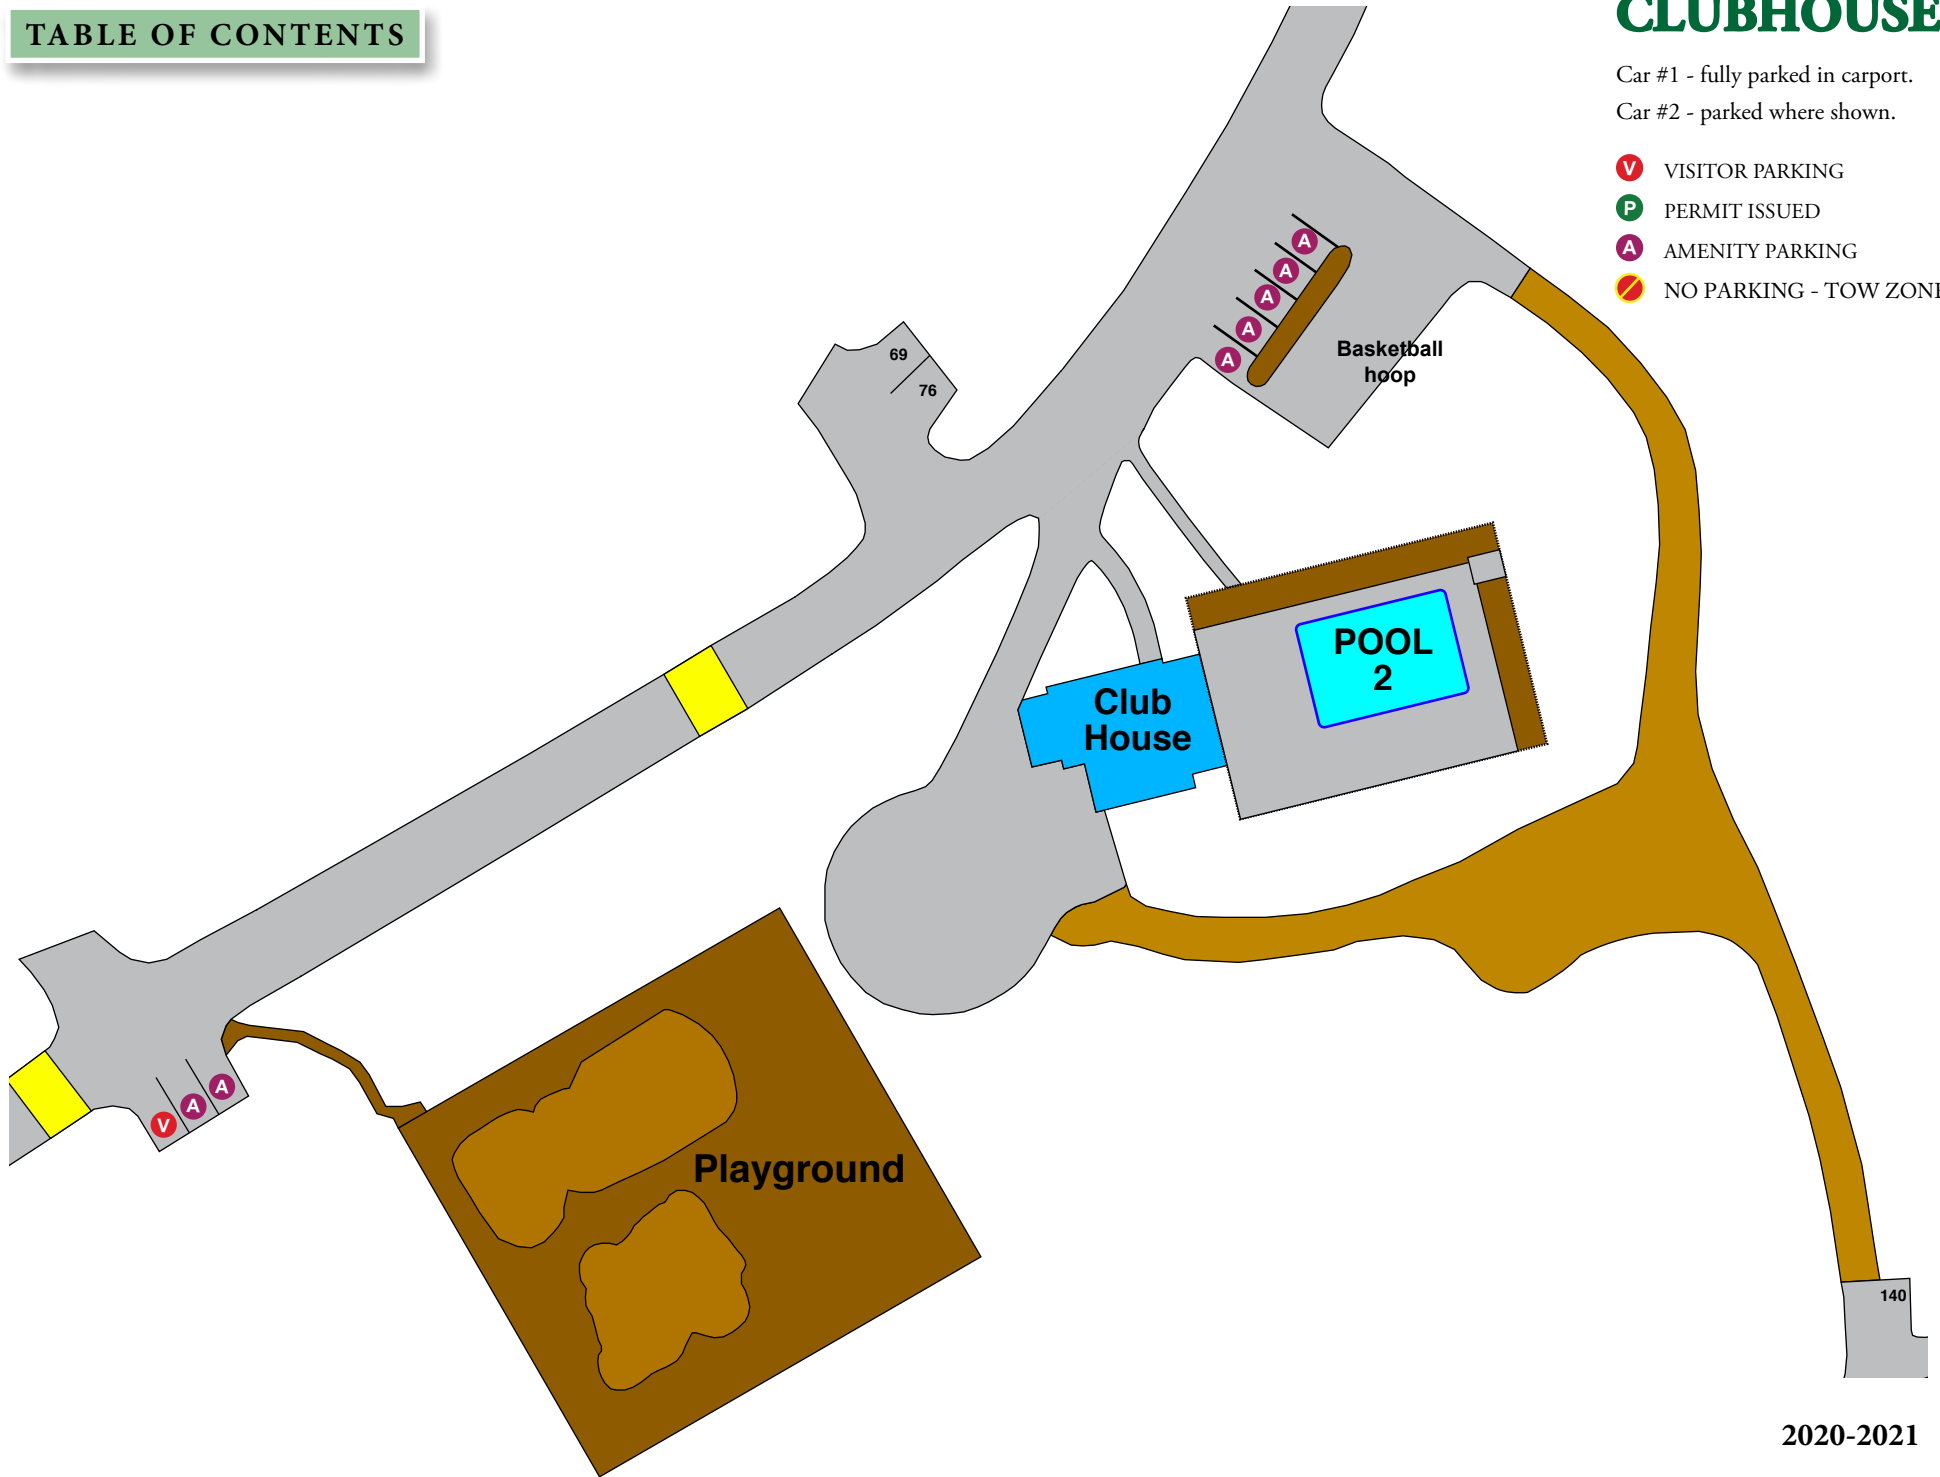 TABLE OF CONTENTS
CLUBHOUSE
Car #1 - fully parked in carport.
Car #2 - parked where shown.
V VISITOR PARKING
P PERMIT ISSUED
A AMENITY PARKING
NO PARKING - TOW ZONE
A
A
A
A
A
Basketball
hoop
69
76
POOL
2
Club
House
A
A
V
Playground
140
2020-2021